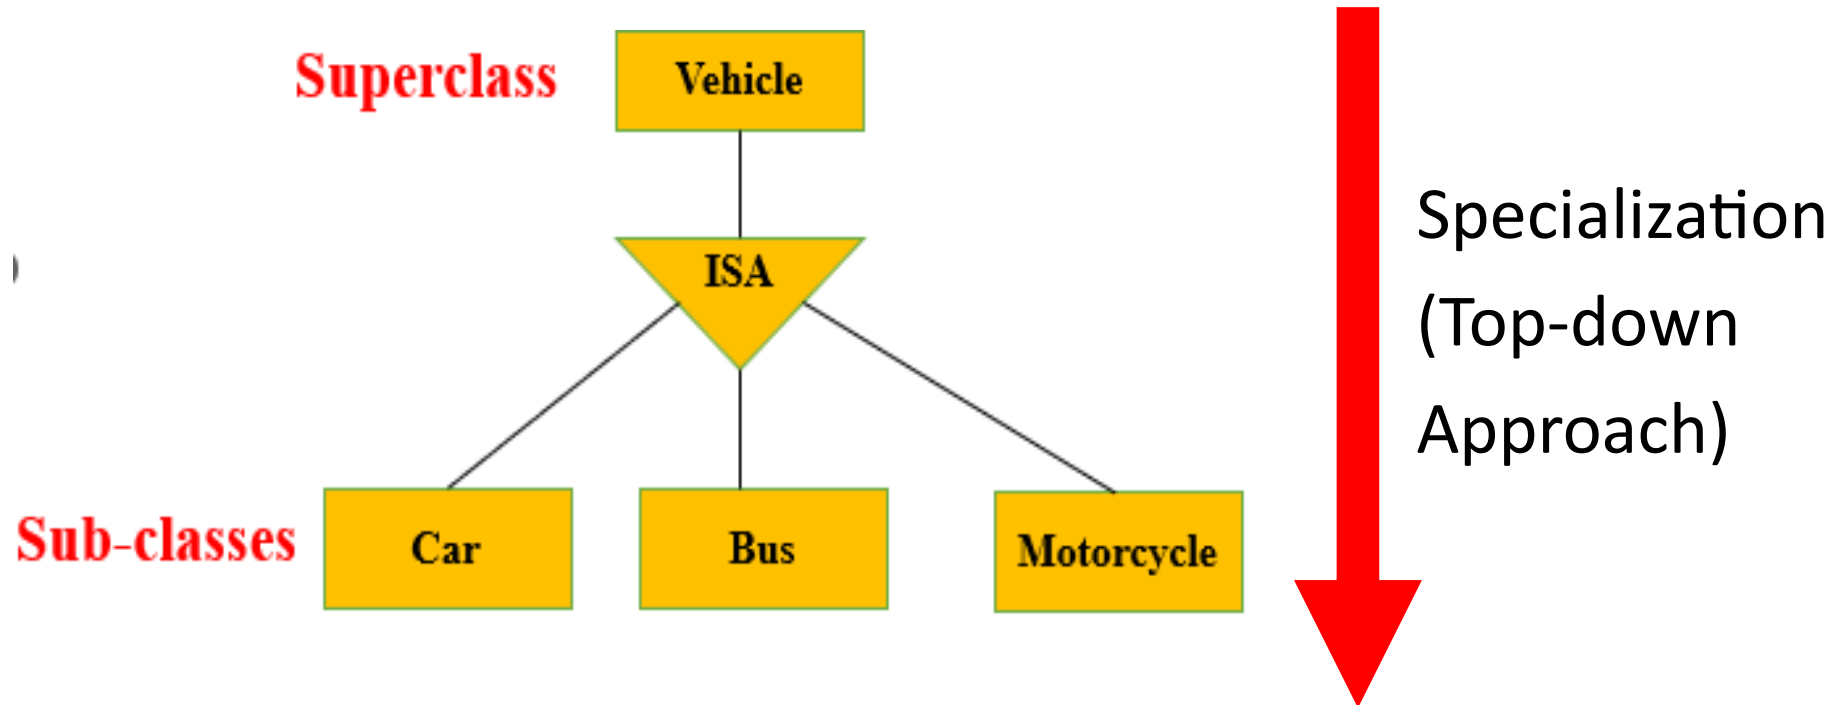 Superclass
Vehicle
ISA
Specialization
(Top-down
Approach)
Sub-classes
Car
Bus
Motorcycle